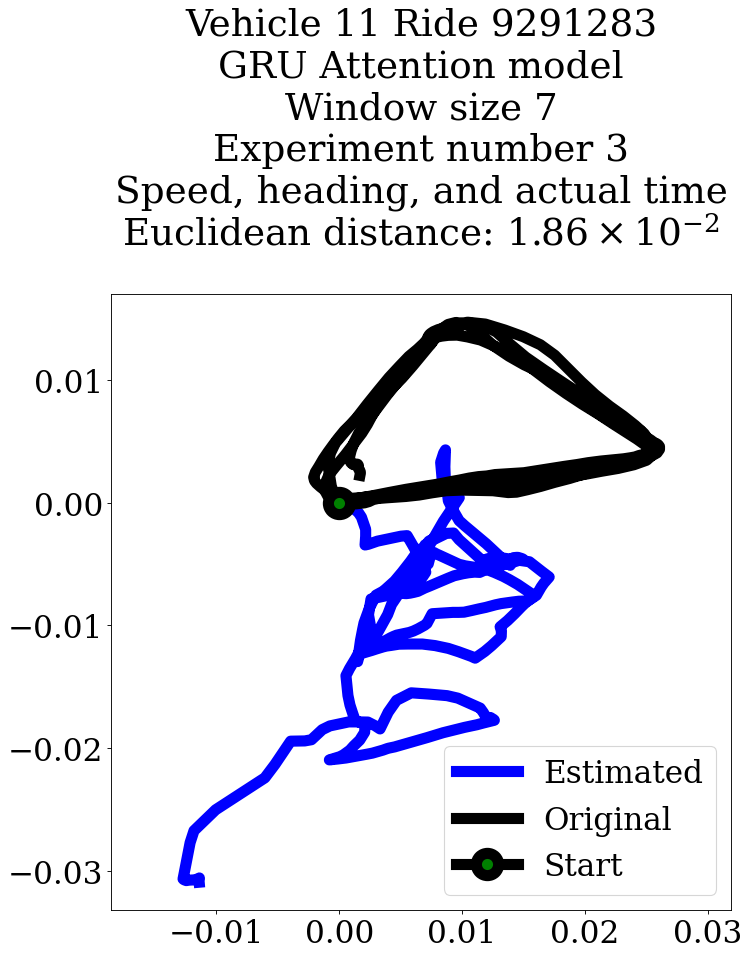 Vehicle 11 Ride 9291283
GRU Attention model
Window size 7
Experiment number 3
Speed, heading, and actual time
Euclidean distance: 1.86 × 10⁻²
0.01
0.00
−0.01
−0.02
−0.03
Estimated
Original
Start
−0.01 0.00 0.01 0.02 0.03